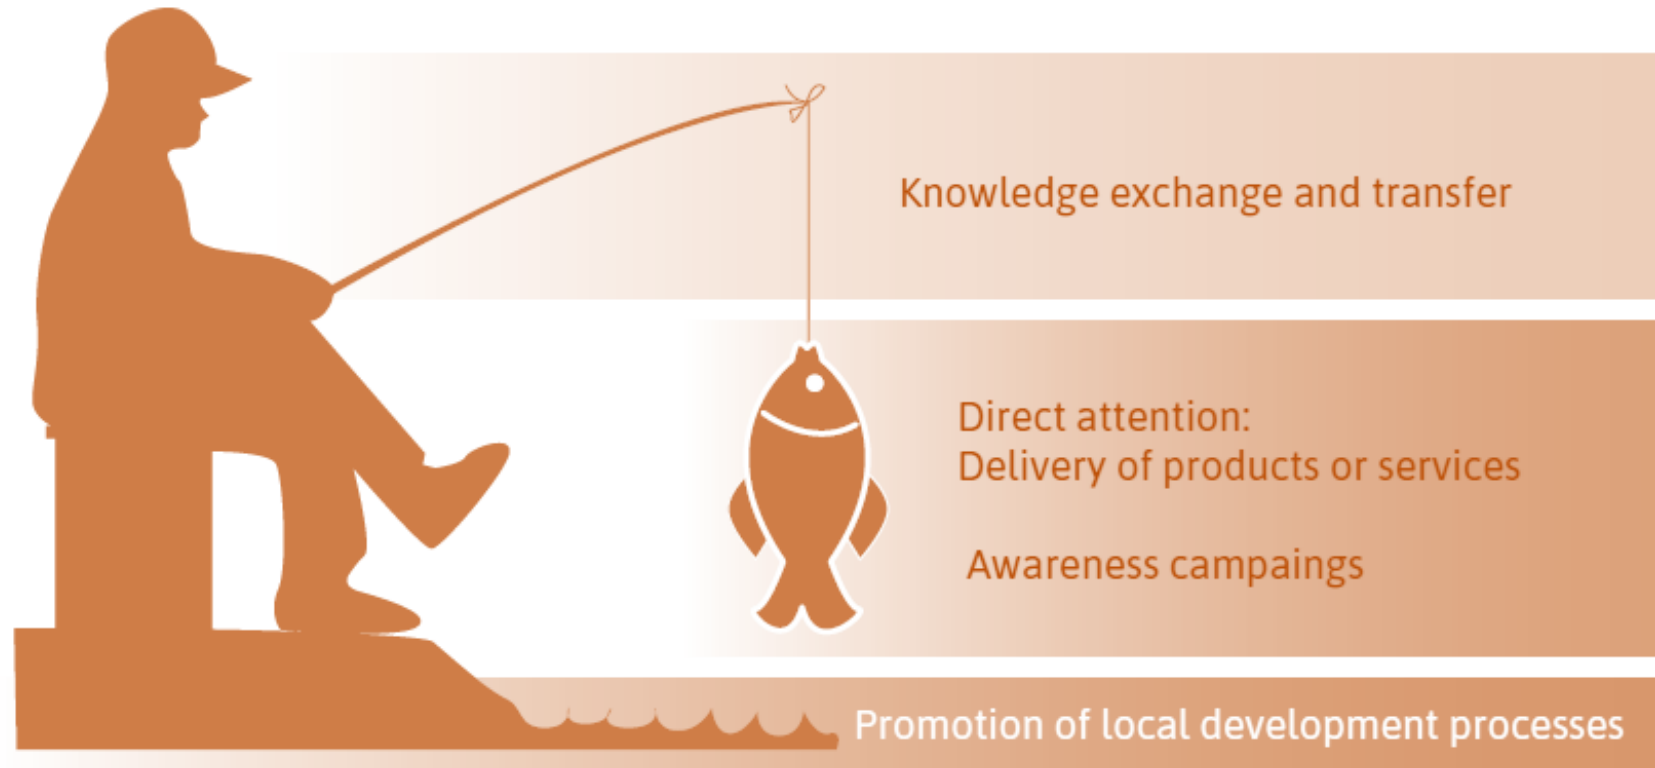 Knowledge exchange and transfer
Direct attention:
Delivery of products or services
Awareness campaings
Promotion of local development processes